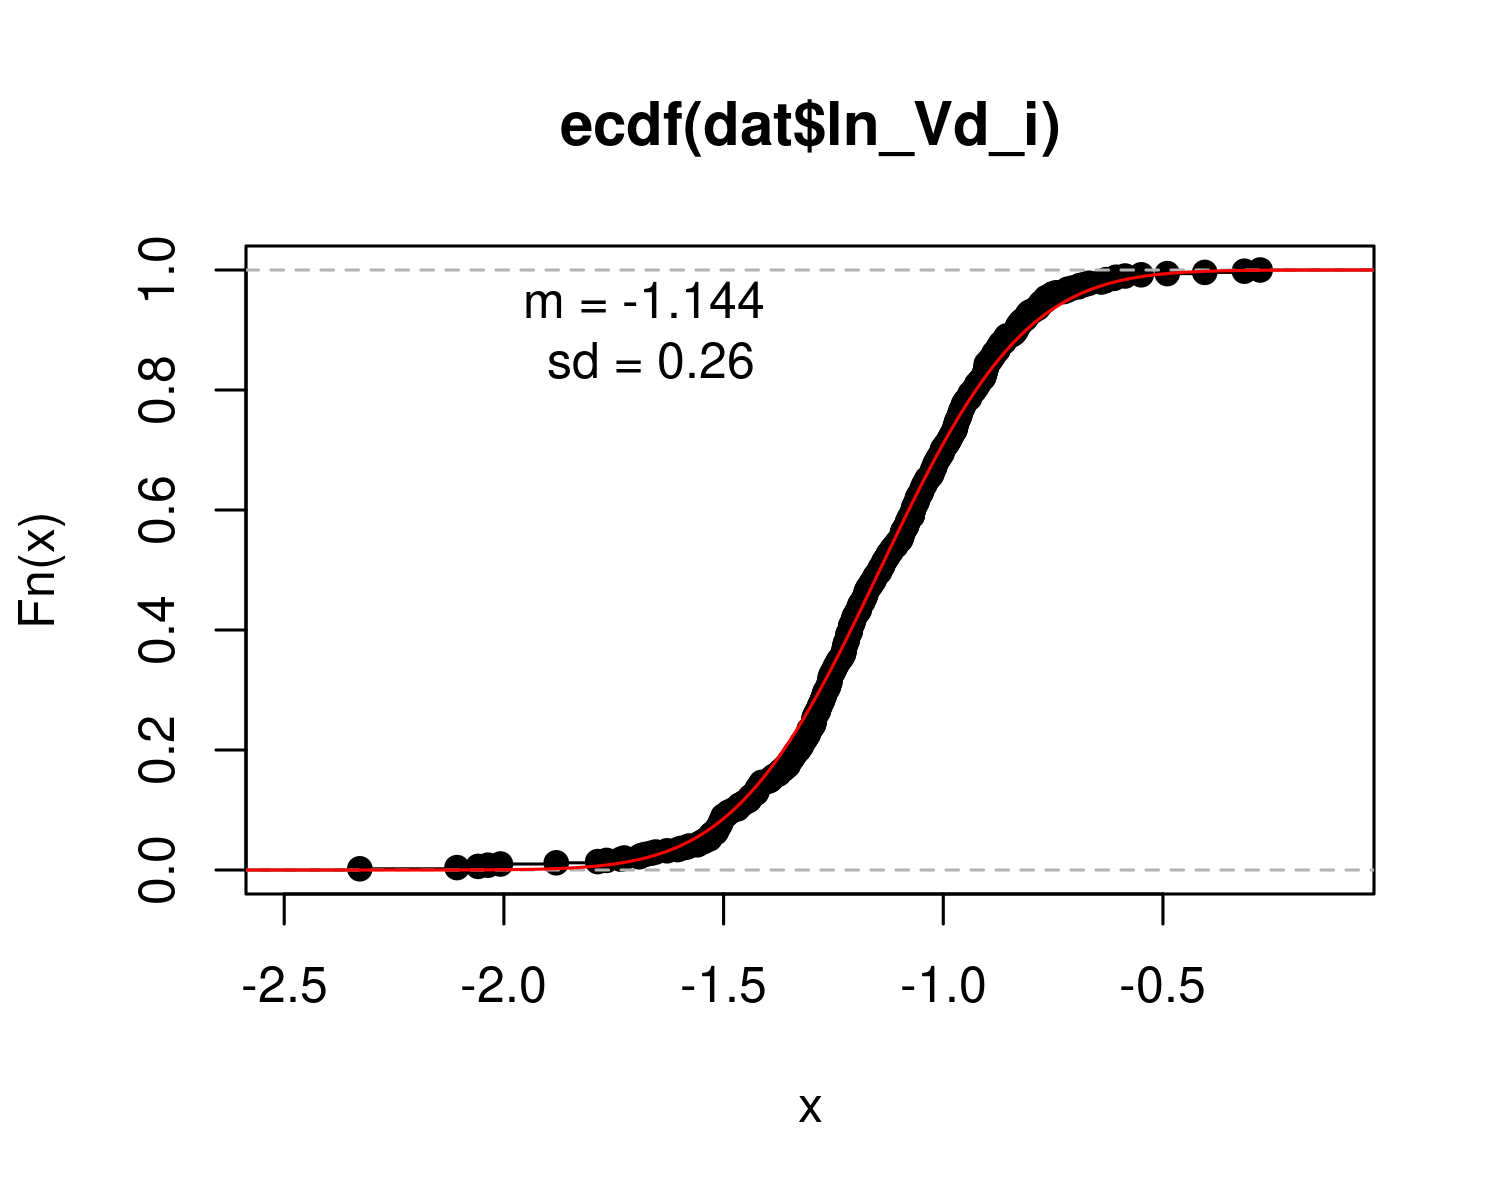 ecdf(dat$ln_Vd_i)
m = -1.144
sd = 0.26
Fn(x)
1.0
0.8
0.6
0.4
0.2
0.0
-2.5 -2.0 -1.5 -1.0 -0.5
x